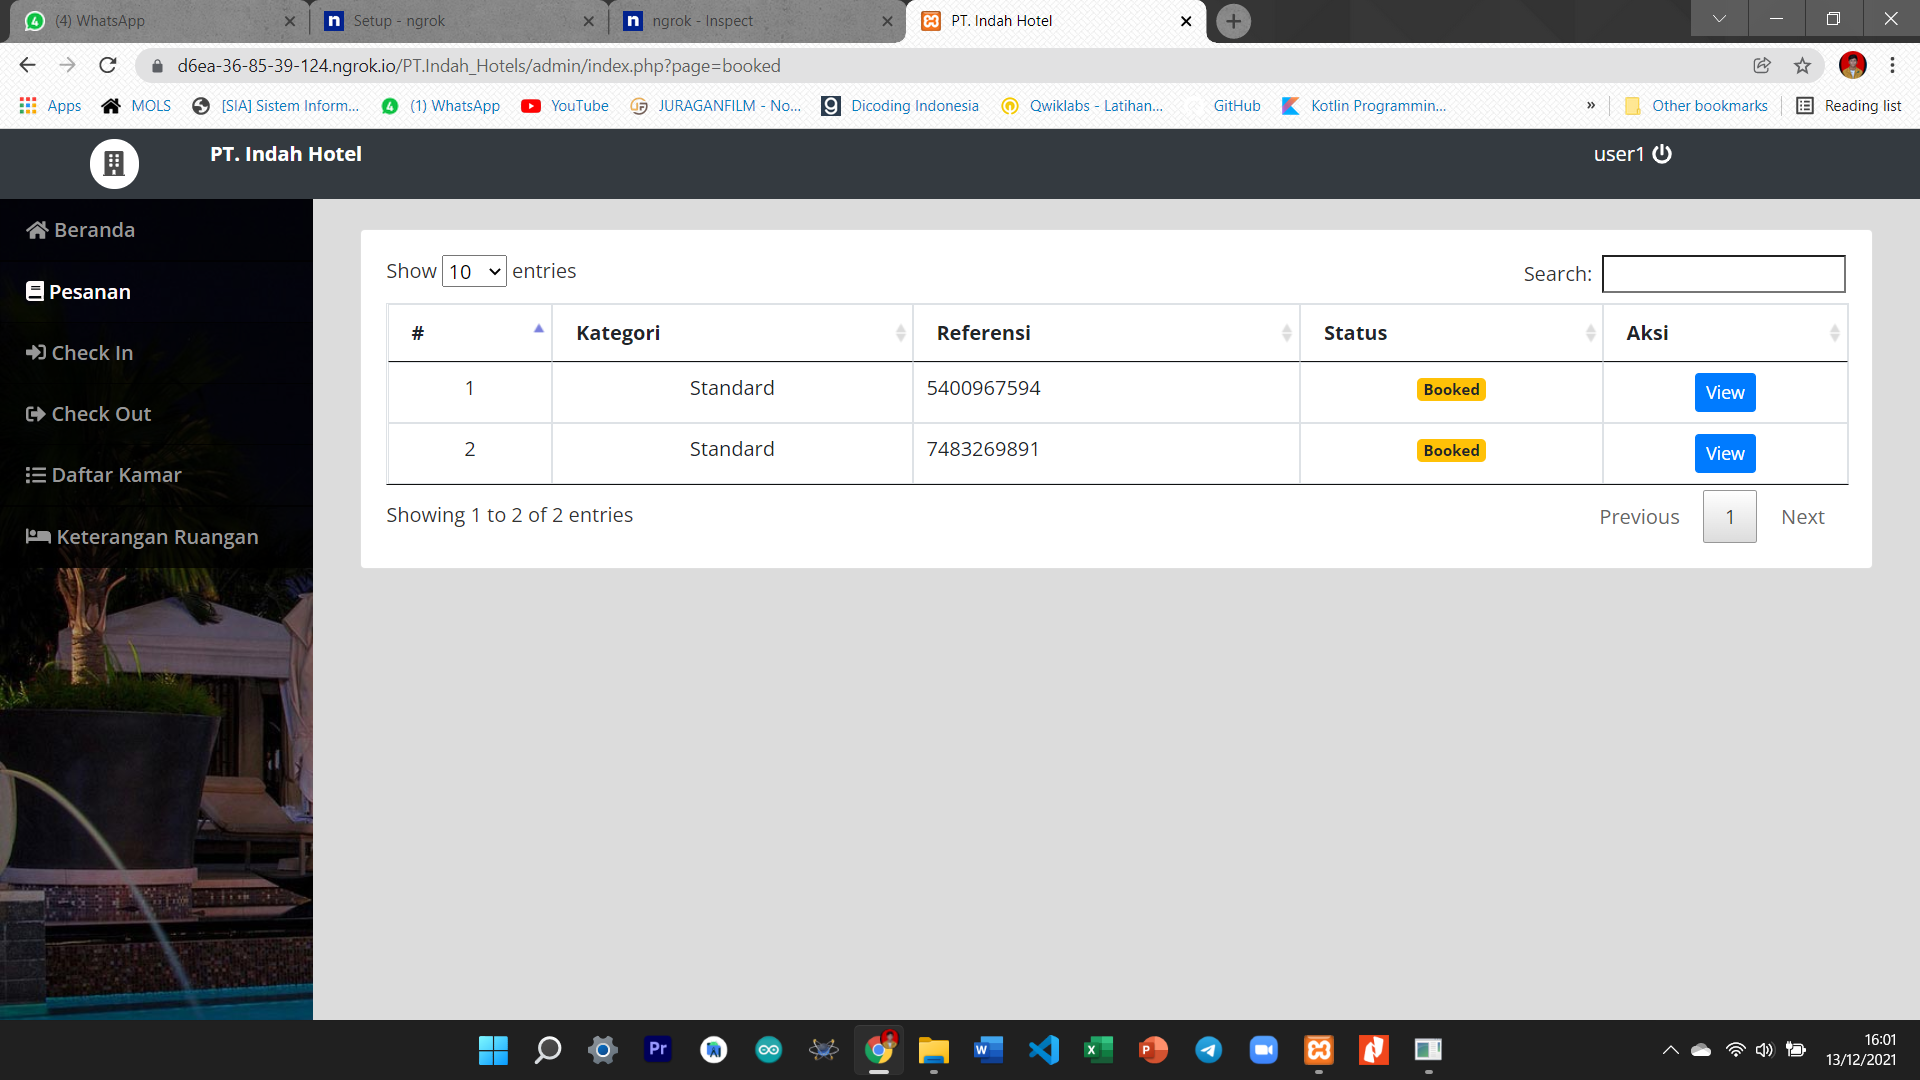 (4) WhatsApp
Setup - ngrok
ngrok - Inspect
PT. Indah Hotel
d6ea-36-85-39-124.ngrok.io/PT.Indah_Hotels/admin/index.php?page=booked
Apps
MOLS
[SIA] Sistem Inform...
(1) WhatsApp
YouTube
JURAGANFILM - No...
Dicoding Indonesia
Qwiklabs - Latihan...
GitHub
Kotlin Programmin...
»
Other bookmarks
Reading list
PT. Indah Hotel
user1
Beranda
Pesanan
Check In
Check Out
Daftar Kamar
Keterangan Ruangan
Show 10 entries
Search:
# Kategori Referensi Status Aksi
1 Standard 5400967594 Booked View
2 Standard 7483269891 Booked View
Showing 1 to 2 of 2 entries
Previous 1 Next
16:01
13/12/2021